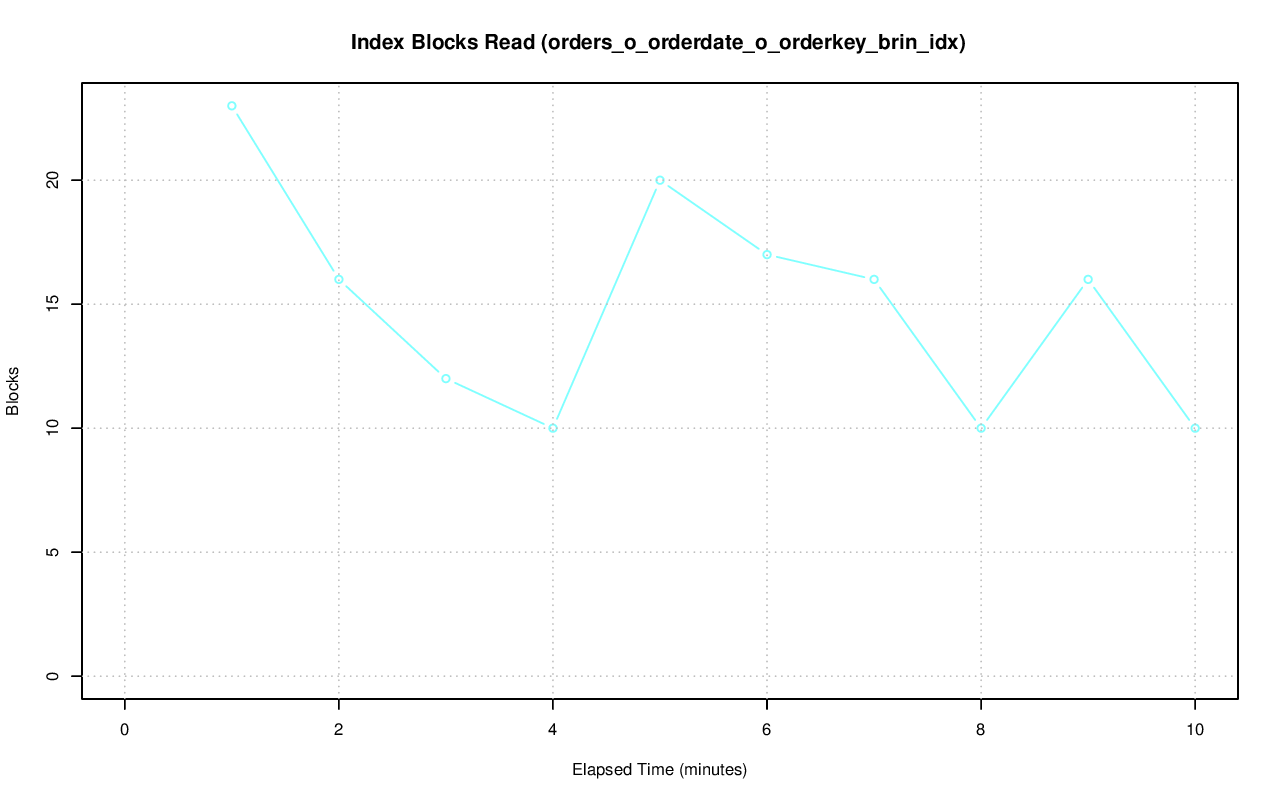 Index Blocks Read (orders_o_orderdate_o_orderkey_brin_idx)
Blocks
20
15
10
5
0
0 2 4 6 8 10
Elapsed Time (minutes)